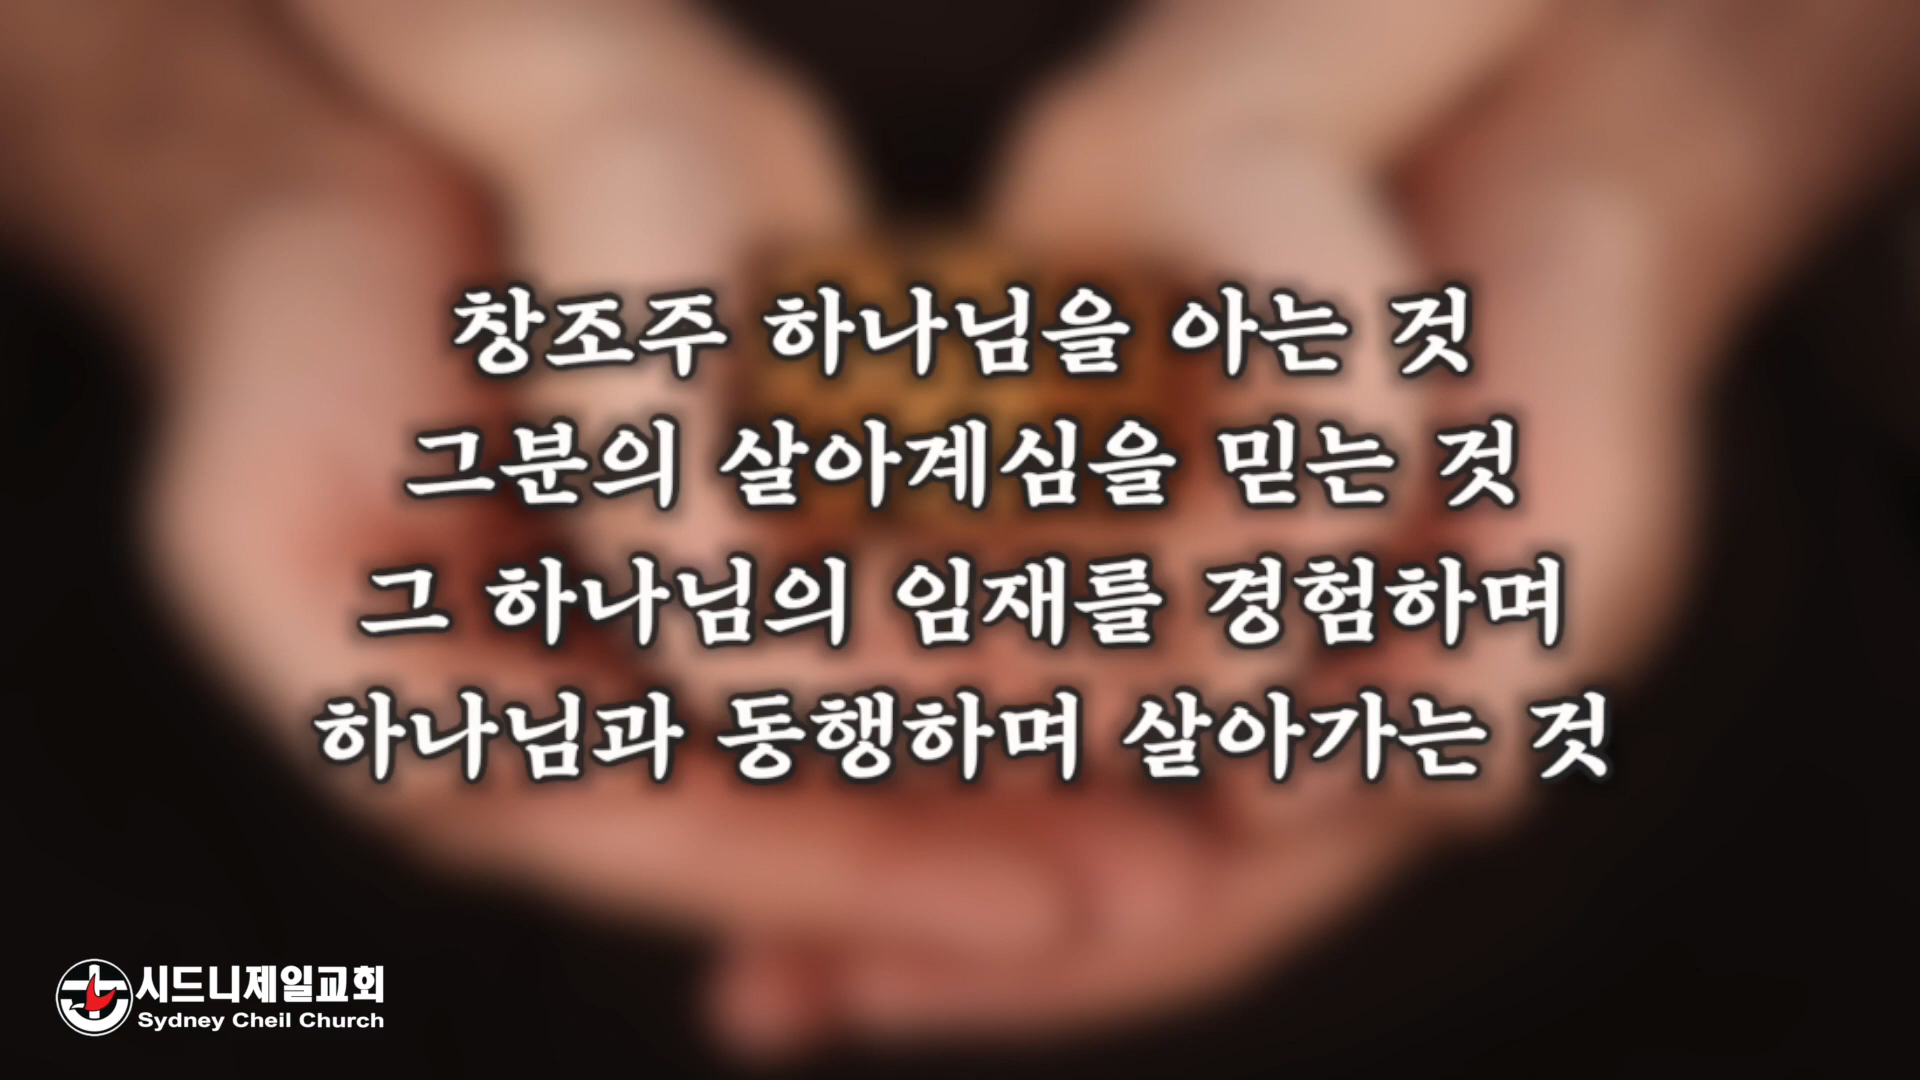 창조주 하나님을 아는 것
그분의 살아계심을 믿는 것
그 하나님의 임재를 경험하며
하나님과 동행하며 살아가는 것
시드니제일교회
Sydney Cheil Church